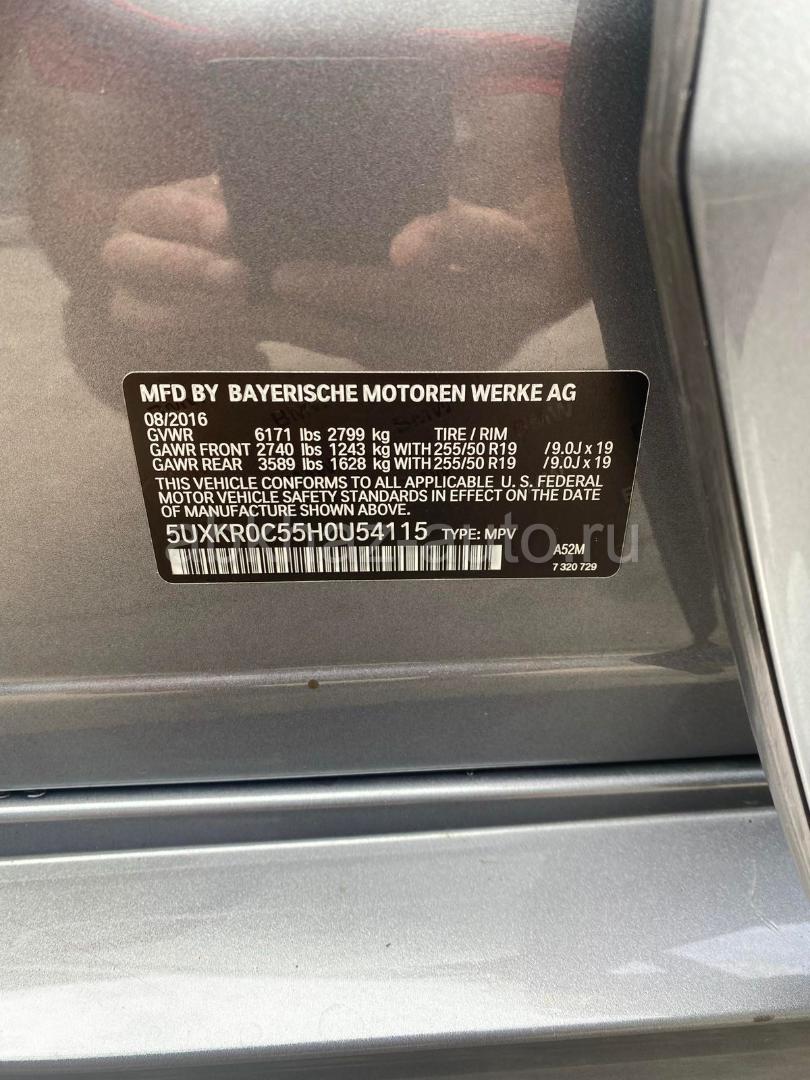 MFD BY BAYERISCHE MOTOREN WERKE AG
08/2016
GVWR 6171 lbs 2799 kg TIRE / RIM
GAWR FRONT 2740 lbs 1243 kg WITH 255/50 R19 /9.0J x 19
GAWR REAR 3589 lbs 1628 kg WITH 255/50 R19 /9.0J x 19
THIS VEHICLE CONFORMS TO ALL APPLICABLE U. S. FEDERAL
MOTOR VEHICLE SAFETY STANDARDS IN EFFECT ON THE DATE
OF MANUFACTURE SHOWN ABOVE.
5UXKR0C55H0U54115 TYPE: MPV
A52M
7 320 729
abkhaz-auto.ru